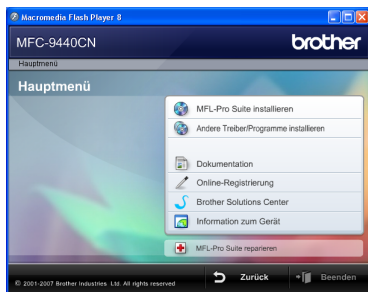 Macromedia Flash Player 8
MFC-9440CN
brother
Hauptmenü
Hauptmenü
MFL-Pro Suite installieren
Andere Treiber/Programme installieren
Dokumentation
Online-Registrierung
Brother Solutions Center
Information zum Gerät
MFL-Pro Suite reparieren
© 2001-2007 Brother Industries Ltd. All rights reserved
Zurück
Beenden